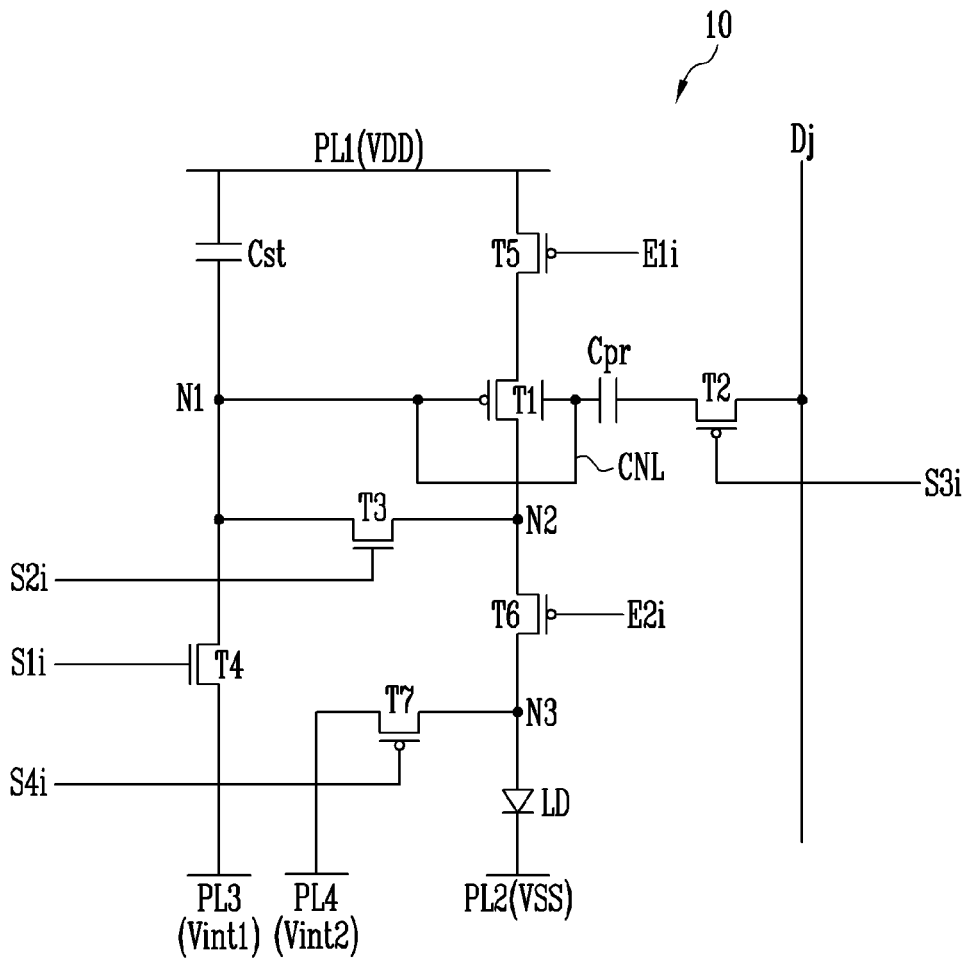 10
Dj
PL1(VDD)
Cst
T5
E1i
Cpr
N1
T1
T2
CNL
S3i
T3
N2
S2i
T6
E2i
S1i
T4
T7
N3
S4i
LD
PL3
(Vint1)
PL4
(Vint2)
PL2(VSS)